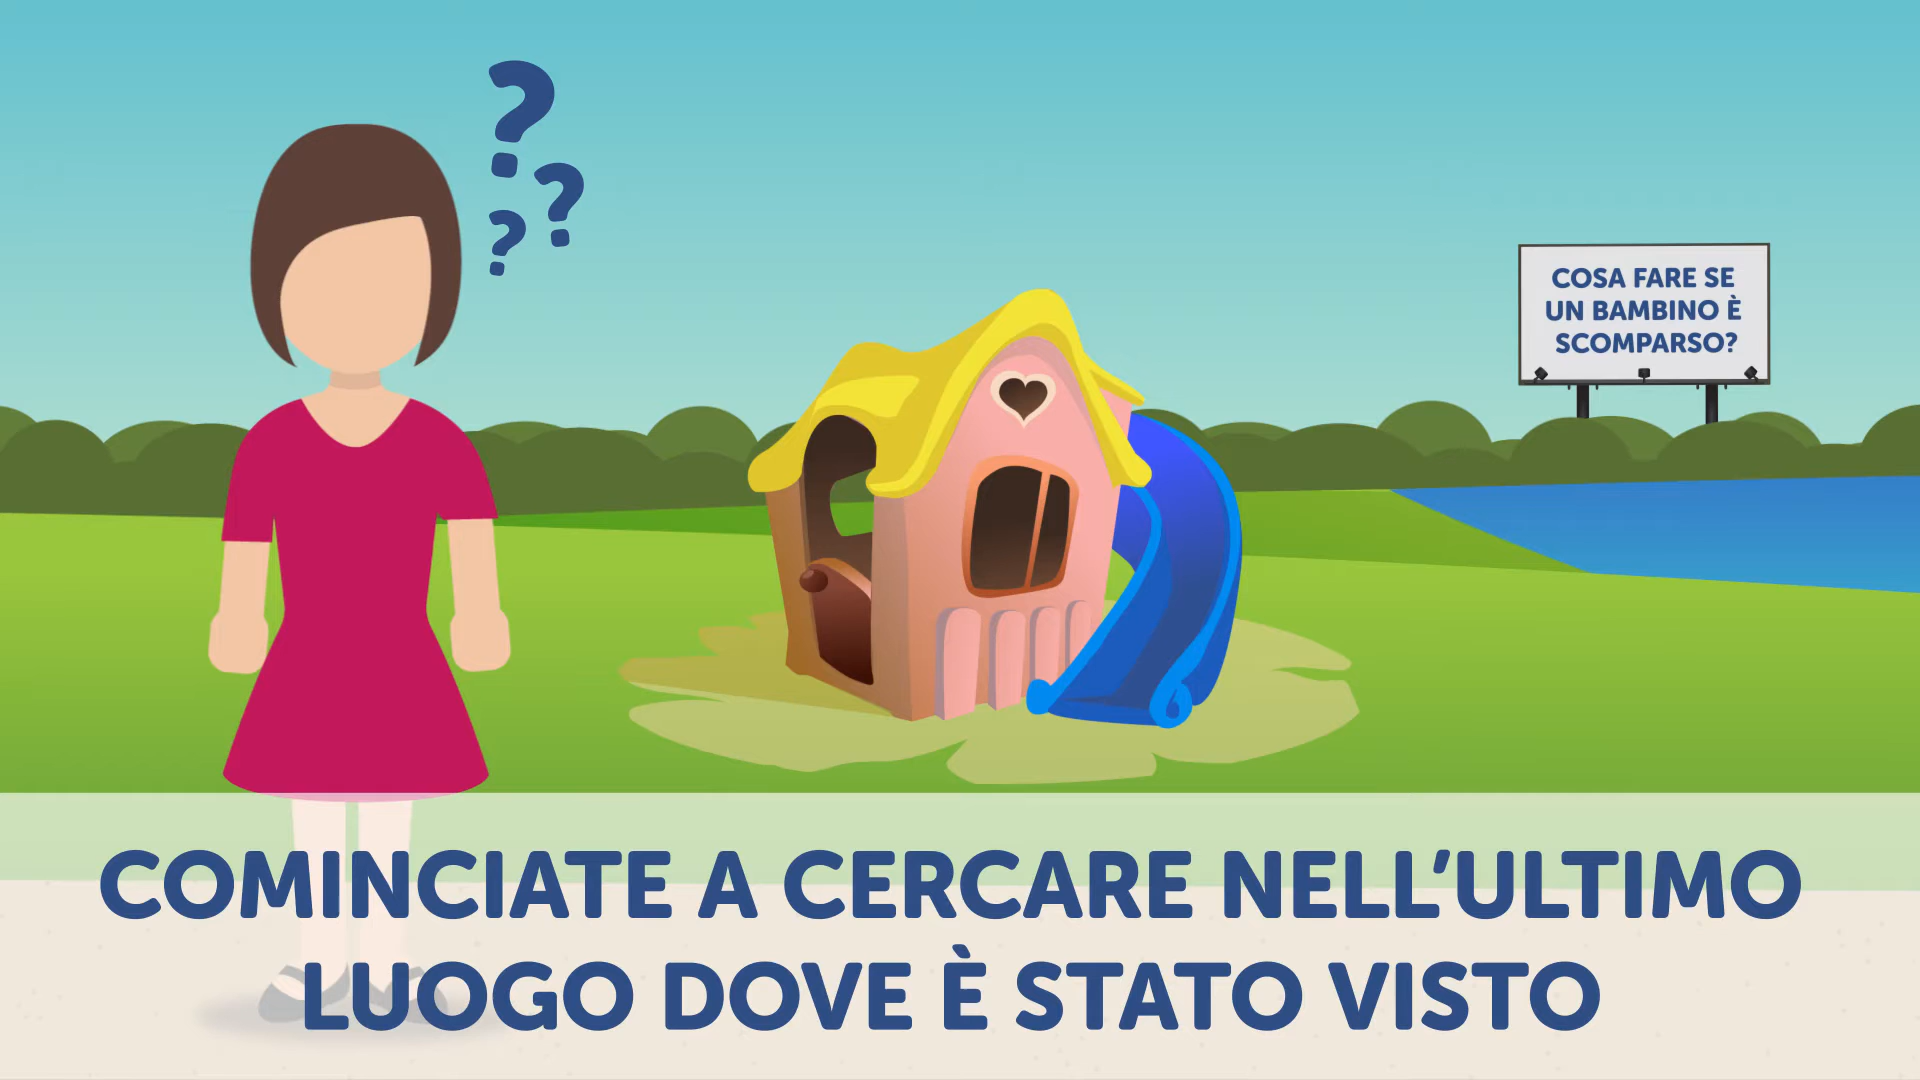 ?
?
?
COSA FARE SE
UN BAMBINO È
SCOMPARSO?
COMINCIATE A CERCARE NELL'ULTIMO
LUOGO DOVE È STATO VISTO